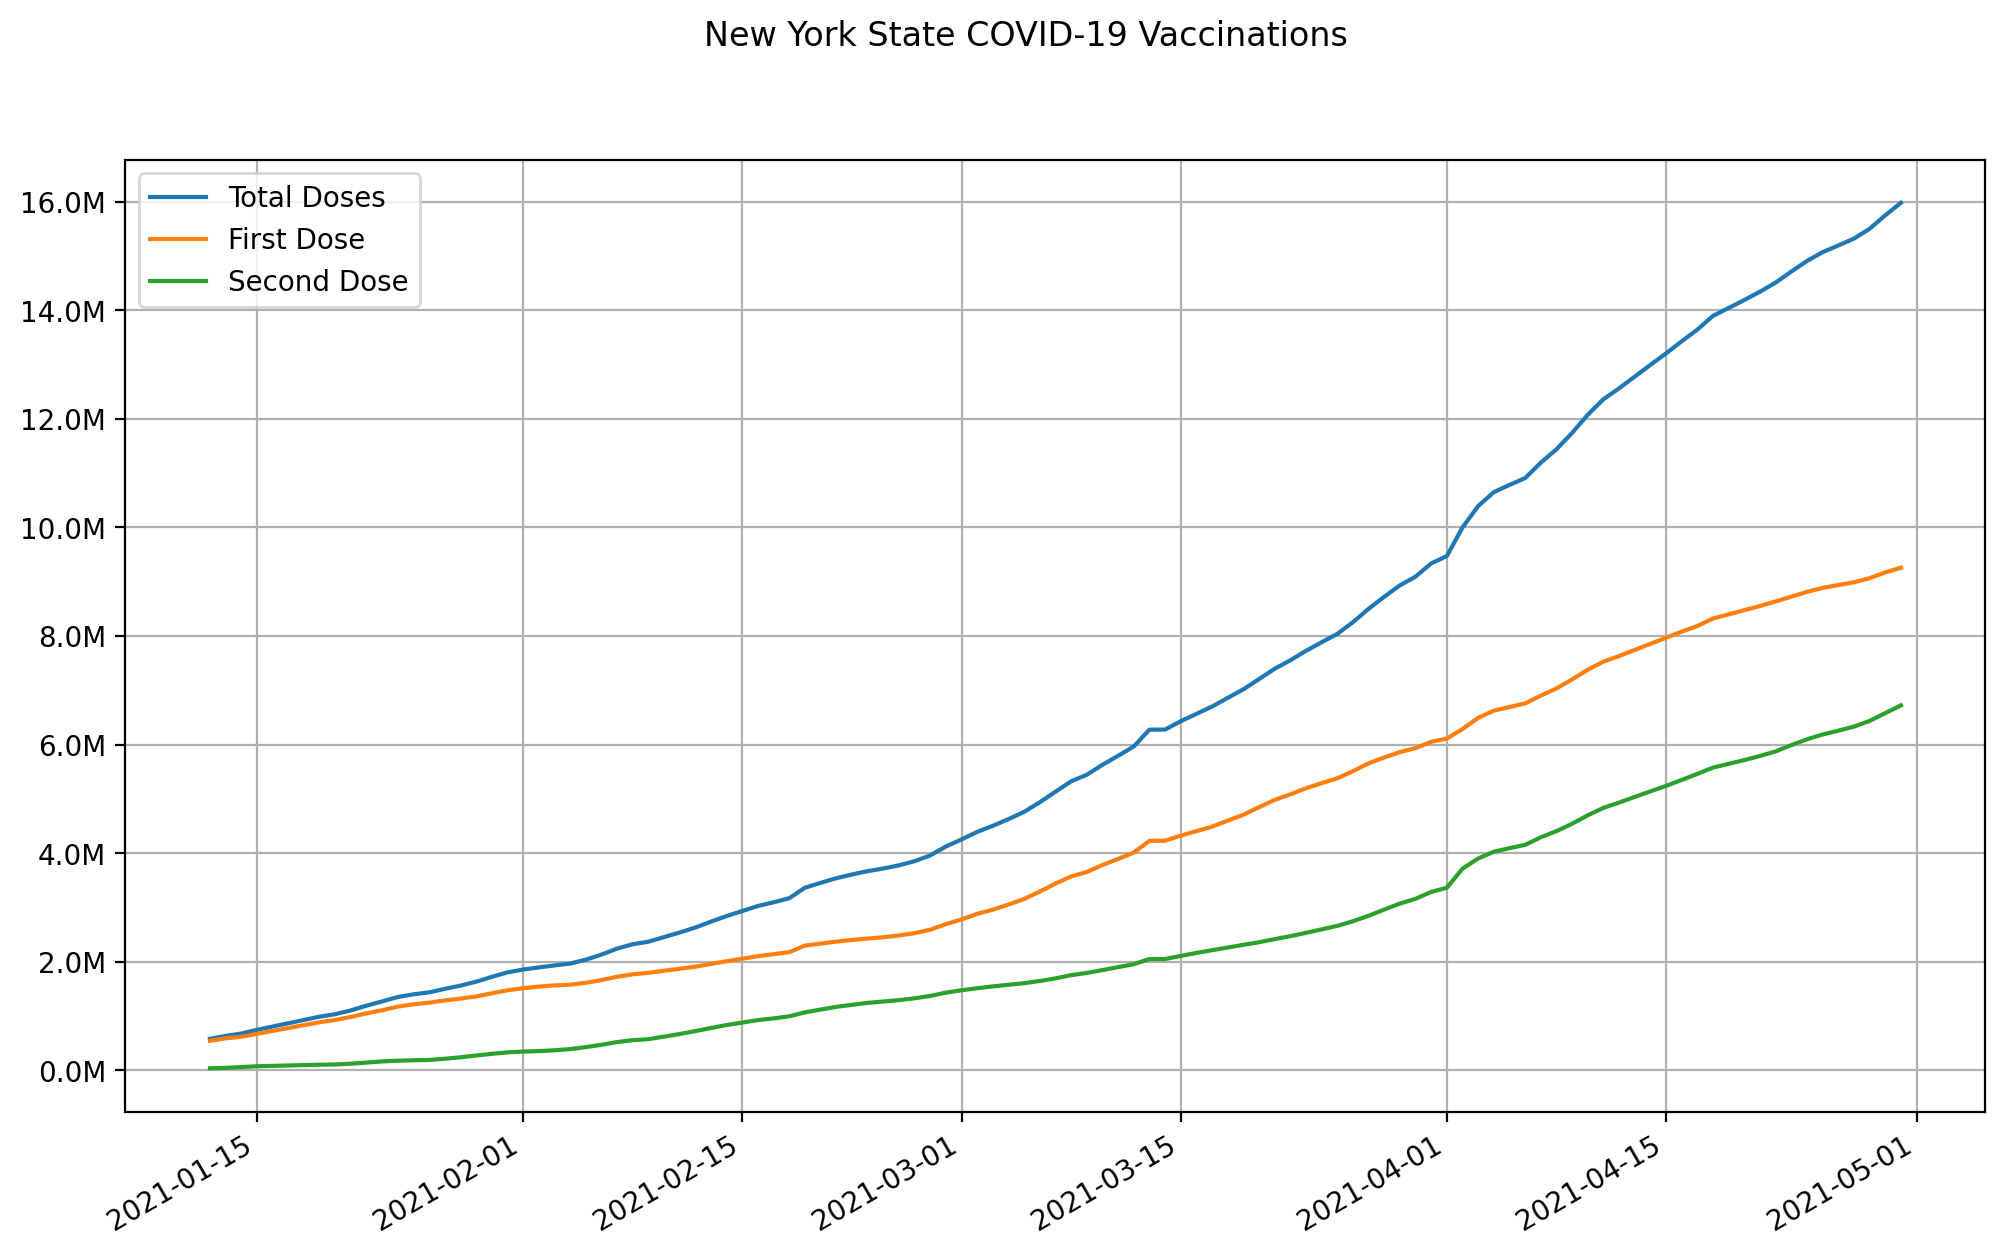 New York State COVID-19 Vaccinations
Total Doses
First Dose
Second Dose
16.0M
14.0M
12.0M
10.0M
8.0M
6.0M
4.0M
2.0M
0.0M
2021-01-15
2021-02-01
2021-02-15
2021-03-01
2021-03-15
2021-04-01
2021-04-15
2021-05-01